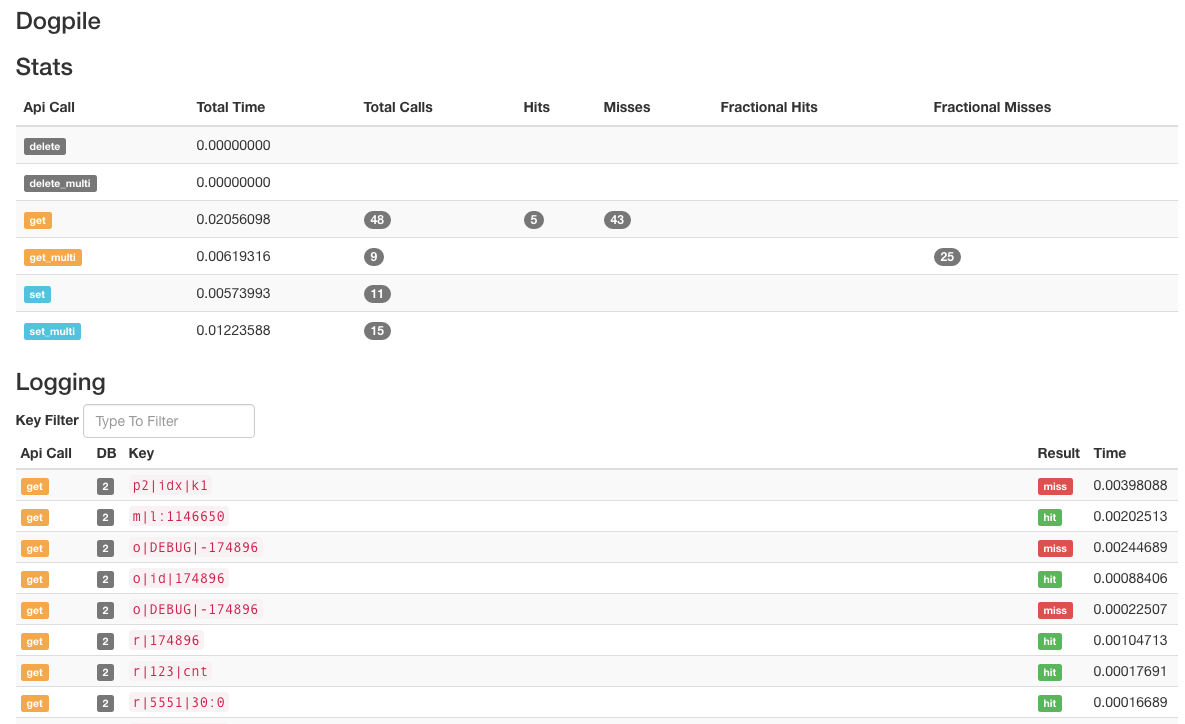 Dogpile
Stats
Api Call Total Time Total Calls Hits Misses Fractional Hits Fractional Misses
delete 0.00000000
delete_multi 0.00000000
get 0.02056098 48 5 43
get_multi 0.00619316 9 25
set 0.00573993 11
set_multi 0.01223588 15
Logging
Key Filter Type To Filter
Api Call DB Key Result Time
get 2 p2|idx|k1 miss 0.00398088
get 2 m|l:1146650 hit 0.00202513
get 2 o|DEBUG|-174896 miss 0.00244689
get 2 o|id|174896 hit 0.00088406
get 2 o|DEBUG|-174896 miss 0.00022507
get 2 r|174896 hit 0.00104713
get 2 r|123|cnt hit 0.00017691
get 2 r|5551|30:0 hit 0.00016689